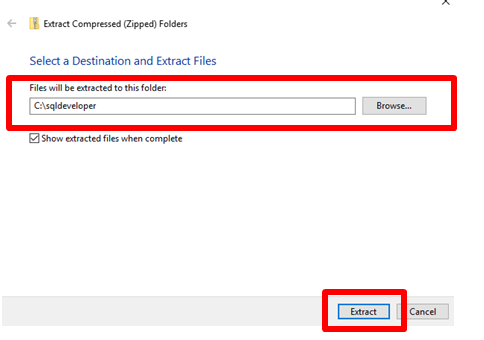 Extract Compressed (Zipped) Folders
Select a Destination and Extract Files
Files will be extracted to this folder:
C:\sqldeveloper
Browse...
Show extracted files when complete
Extract
Cancel